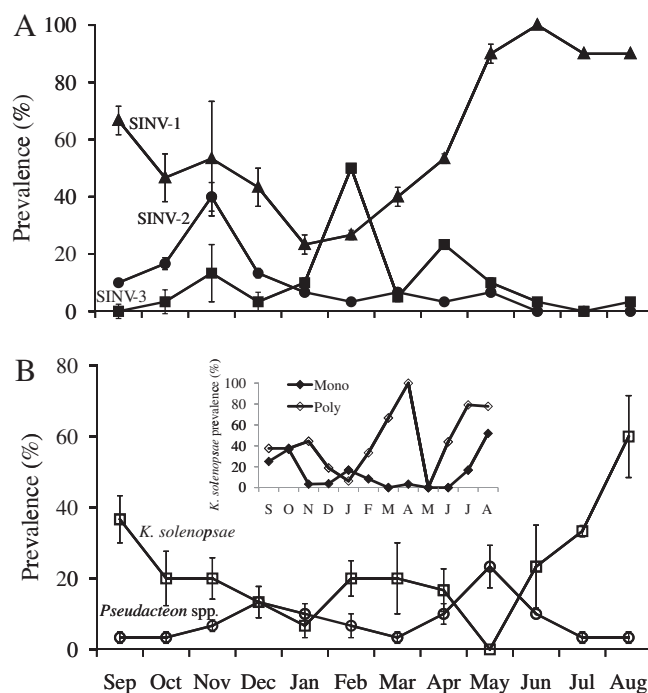 A
100
80
60
40
20
0
Prevalence (%)
SINV-1
SINV-2
SINV-3
B
80
60
40
20
0
Prevalence (%)
K. solenopsae
Pseudacteon spp.
K. solenopsae prevalence (%)
100
80
60
40
20
0
Mono
Poly
S O N D J F M A M J J A
Sep Oct Nov Dec Jan Feb Mar Apr May Jun Jul Aug